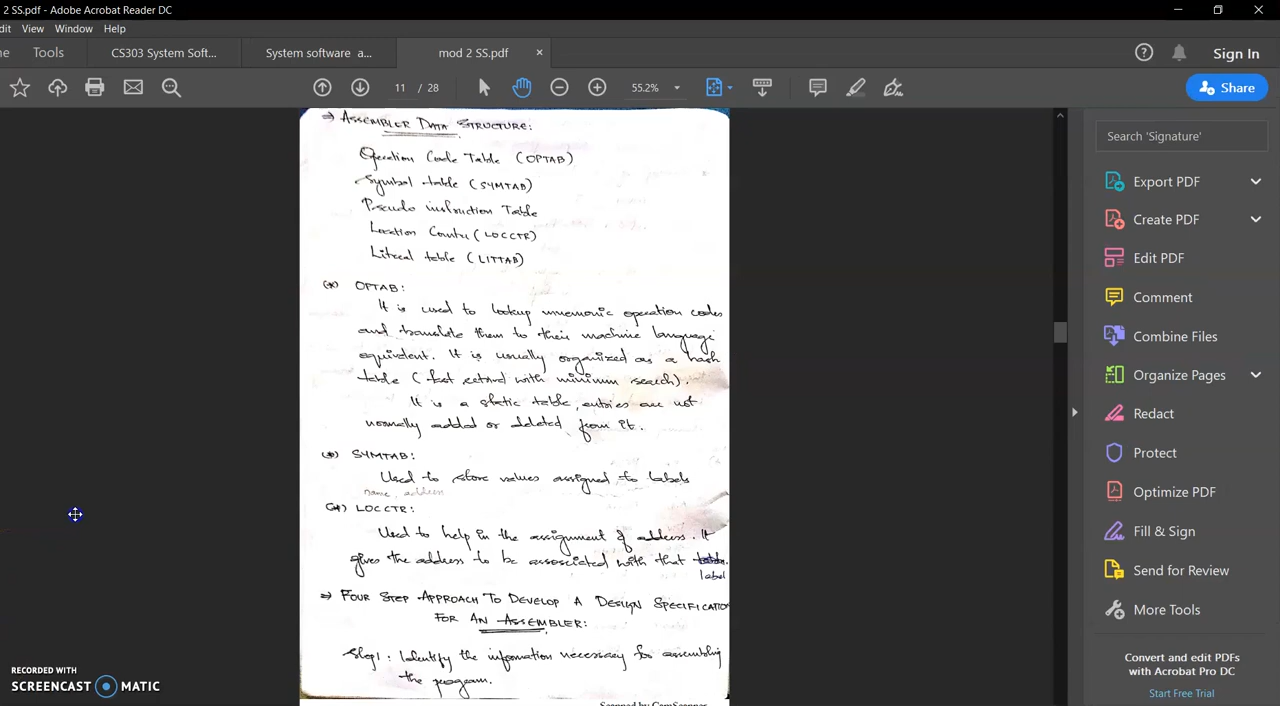 2 SS.pdf - Adobe Acrobat Reader DC
dit View Window Help
ne Tools CS303 System Soft... System software a... mod 2 SS.pdf × Sign In
11 / 28 55.2% Share
⇒ ASSEMBLER DATA STRUCTURE:
Operation Code Table (OPTAB)
Symbol table (SYMTAB)
Pseudo instruction Table
Location Counter (LOCCTR)
Literal table (LITTAB)
(*) OPTAB:
It is used to lookup mnemonic operation codes
and translate them to their machine language
equivalent. It is usually organized as a hash
table (fast retrival with minimum search).
It is a static table, entries are not
normally added or deleted from it.
(*) SYMTAB:
Used to store values assigned to labels
name, address
(*) LOCCTR:
Used to help in the assignment of address. It
gives the address to be associated with that
label
⇒ FOUR STEP APPROACH TO DEVELOP A DESIGN SPECIFICATIO
FOR AN ASSEMBLER:
Step1: Identify the information necessary for assembling
the program.
Scanned by CamScanner
Search 'Signature'
Export PDF
Create PDF
Edit PDF
Comment
Combine Files
Organize Pages
Redact
Protect
Optimize PDF
Fill & Sign
Send for Review
More Tools
Convert and edit PDFs
with Acrobat Pro DC
Start Free Trial
RECORDED WITH
SCREENCAST MATIC